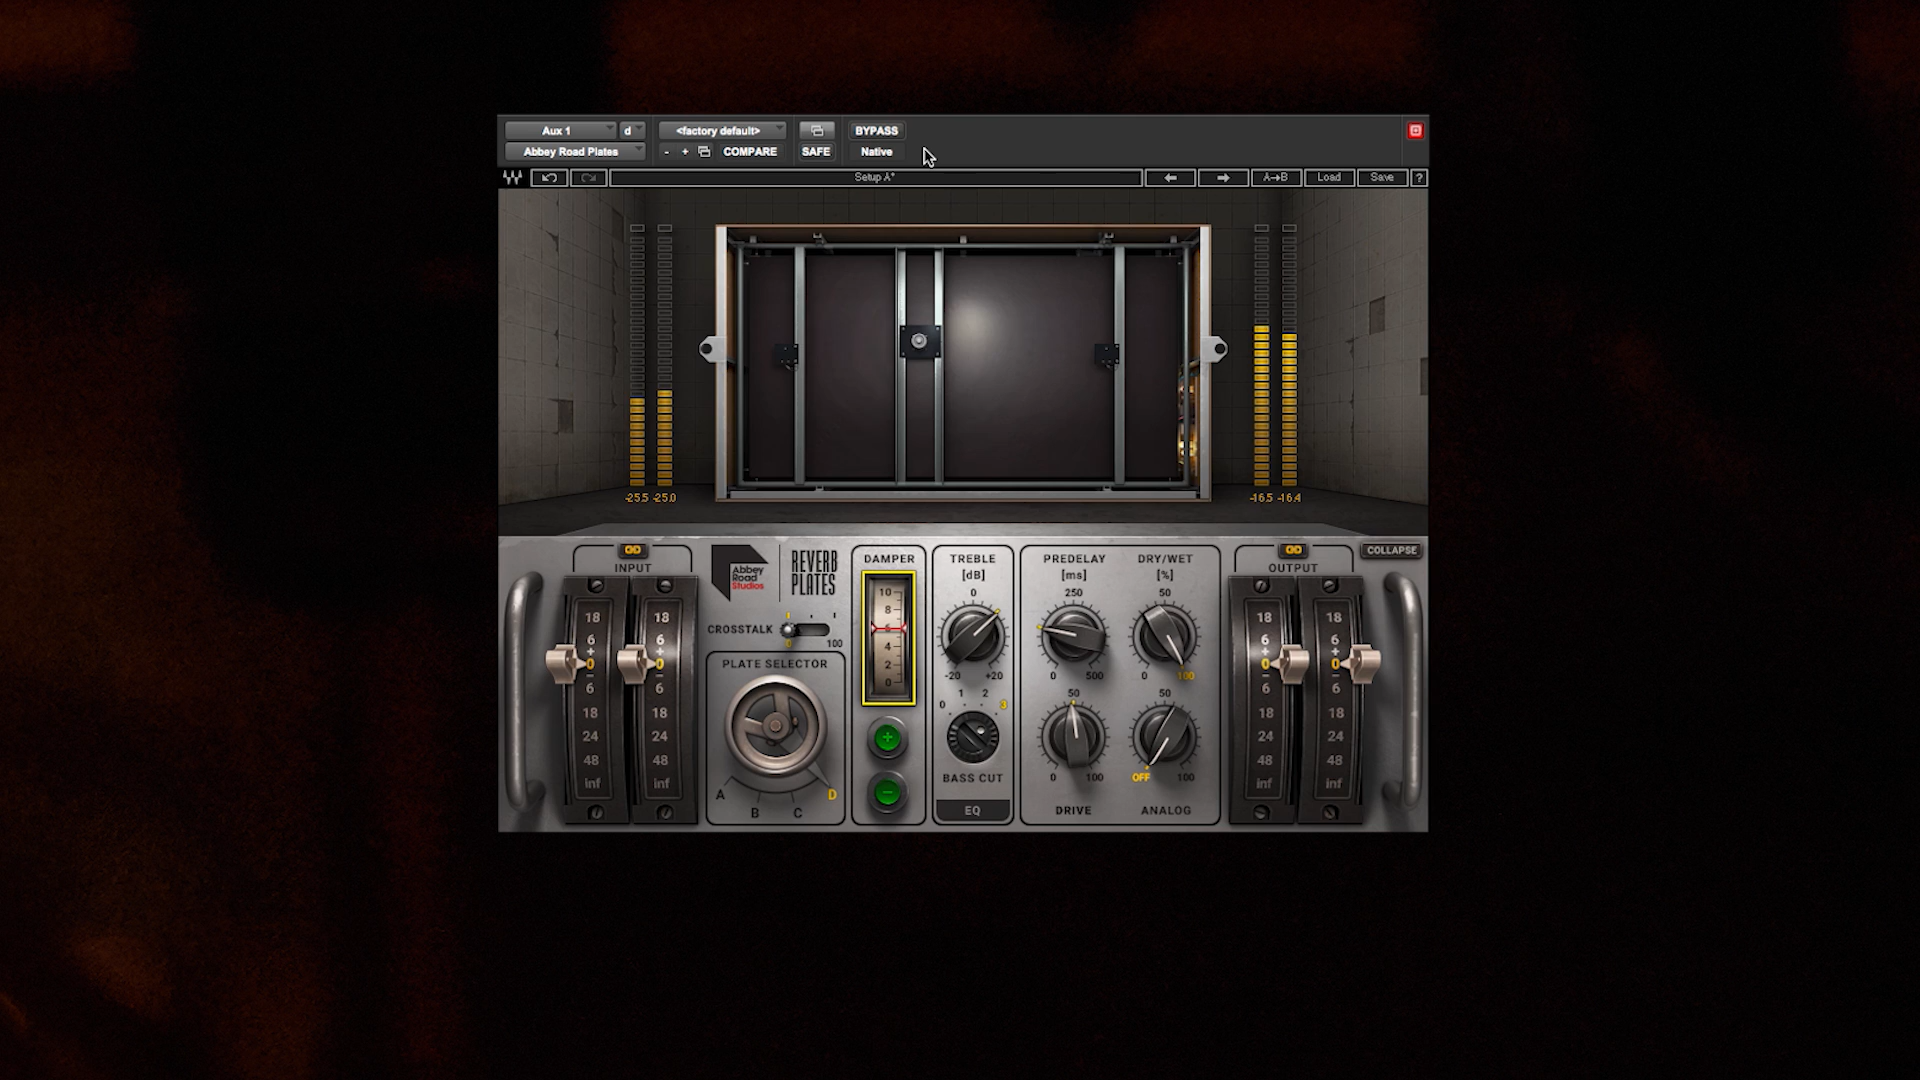 Aux 1 d <factory default> BYPASS
Abbey Road Plates - + COMPARE SAFE Native
Setup A* A→B Load Save ?
-25.5 -25.0 -16.5 -16.4
INPUT
18 6 + 0 - 6 18 24 48 inf
18 6 + 0 - 6 18 24 48 inf
Abbey Road Studios
REVERB PLATES
CROSSTALK 0 100
PLATE SELECTOR
A B C D
DAMPER
10 8 6 4 2 0
+
-
TREBLE
[dB]
0
-20 +20
0 1 2 3
BASS CUT
EQ
PREDELAY
[ms]
250
0 500
DRY/WET
[%]
50
0 100
50
0 100
DRIVE
50
OFF 100
ANALOG
COLLAPSE
OUTPUT
18 6 + 0 - 6 18 24 48 inf
18 6 + 0 - 6 18 24 48 inf